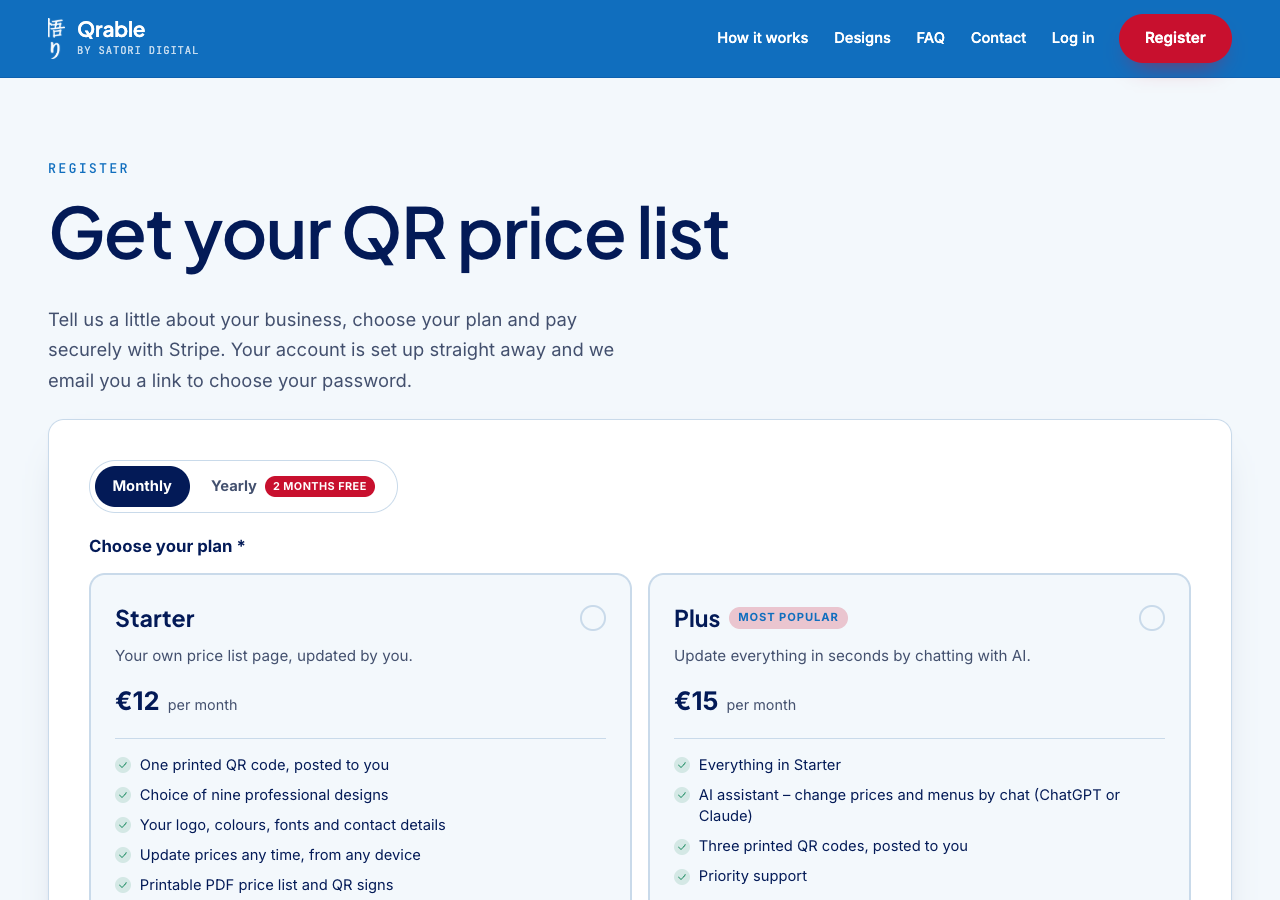 悟り
Qrable
BY SATORI DIGITAL
How it works
Designs
FAQ
Contact
Log in
Register
REGISTER
Get your QR price list
Tell us a little about your business, choose your plan and pay
securely with Stripe. Your account is set up straight away and we
email you a link to choose your password.
Monthly
Yearly 2 MONTHS FREE
Choose your plan *
Starter
Your own price list page, updated by you.
€12 per month
One printed QR code, posted to you
Choice of nine professional designs
Your logo, colours, fonts and contact details
Update prices any time, from any device
Printable PDF price list and QR signs
Plus MOST POPULAR
Update everything in seconds by chatting with AI.
€15 per month
Everything in Starter
AI assistant – change prices and menus by chat (ChatGPT or
Claude)
Three printed QR codes, posted to you
Priority support